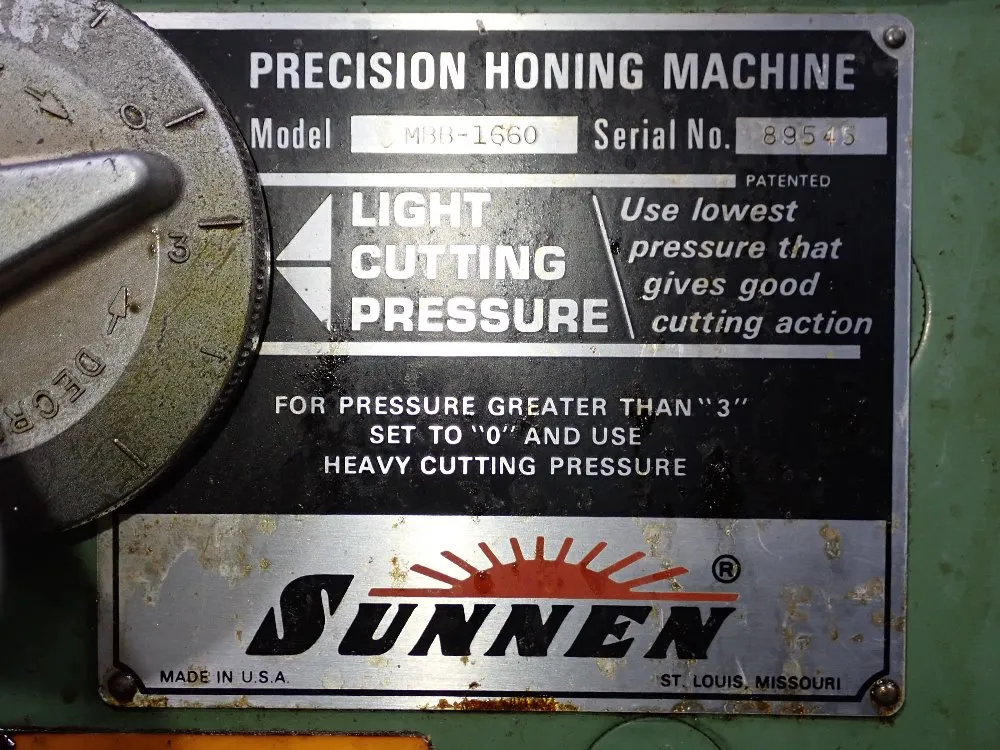 PRECISION HONING MACHINE
Model MBB-1660 Serial No. 89545
PATENTED
LIGHT
CUTTING
PRESSURE
Use lowest
pressure that
gives good
cutting action
FOR PRESSURE GREATER THAN "3"
SET TO "0" AND USE
HEAVY CUTTING PRESSURE
SUNNEN ®
MADE IN U.S.A.
ST. LOUIS, MISSOURI
0
3
DECR